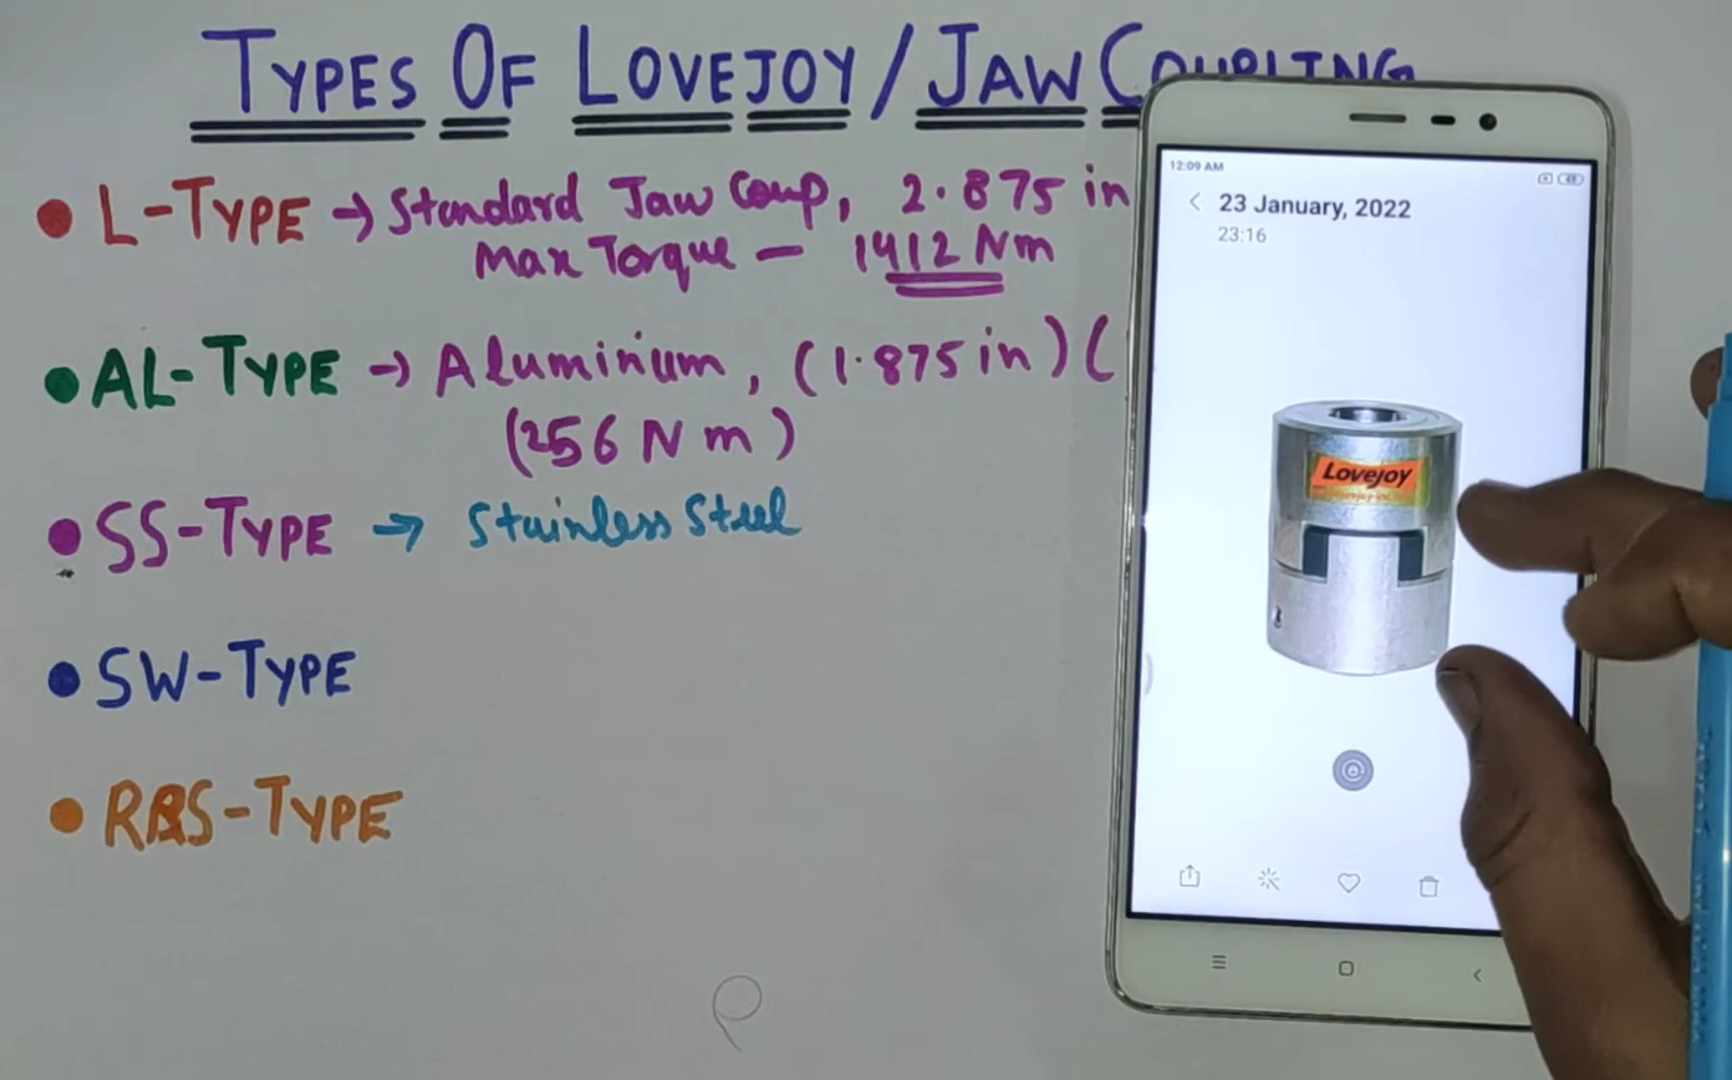 TYPES OF LOVEJOY / JAW COUPLING
• L-TYPE → Standard Jaw Coup, 2.875 in
Max Torque - 1412 Nm
• AL-TYPE → Aluminium, (1.875 in) (
(256 Nm)
• SS-TYPE → Stainless Steel
• SW-TYPE
• RRS-TYPE
12:09 AM
23 January, 2022
23:16
Lovejoy